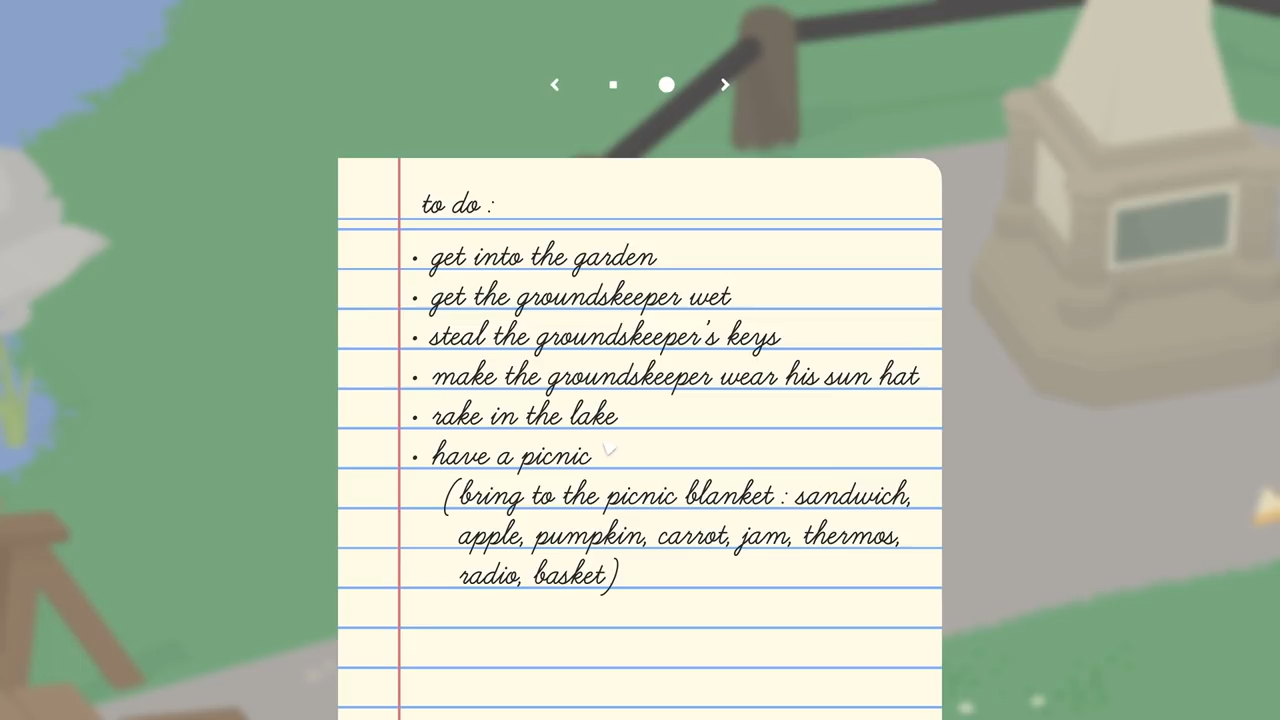 to do :
• get into the garden
• get the groundskeeper wet
• steal the groundskeeper's keys
• make the groundskeeper wear his sun hat
• rake in the lake
• have a picnic
(bring to the picnic blanket : sandwich,
apple, pumpkin, carrot, jam, thermos,
radio, basket)